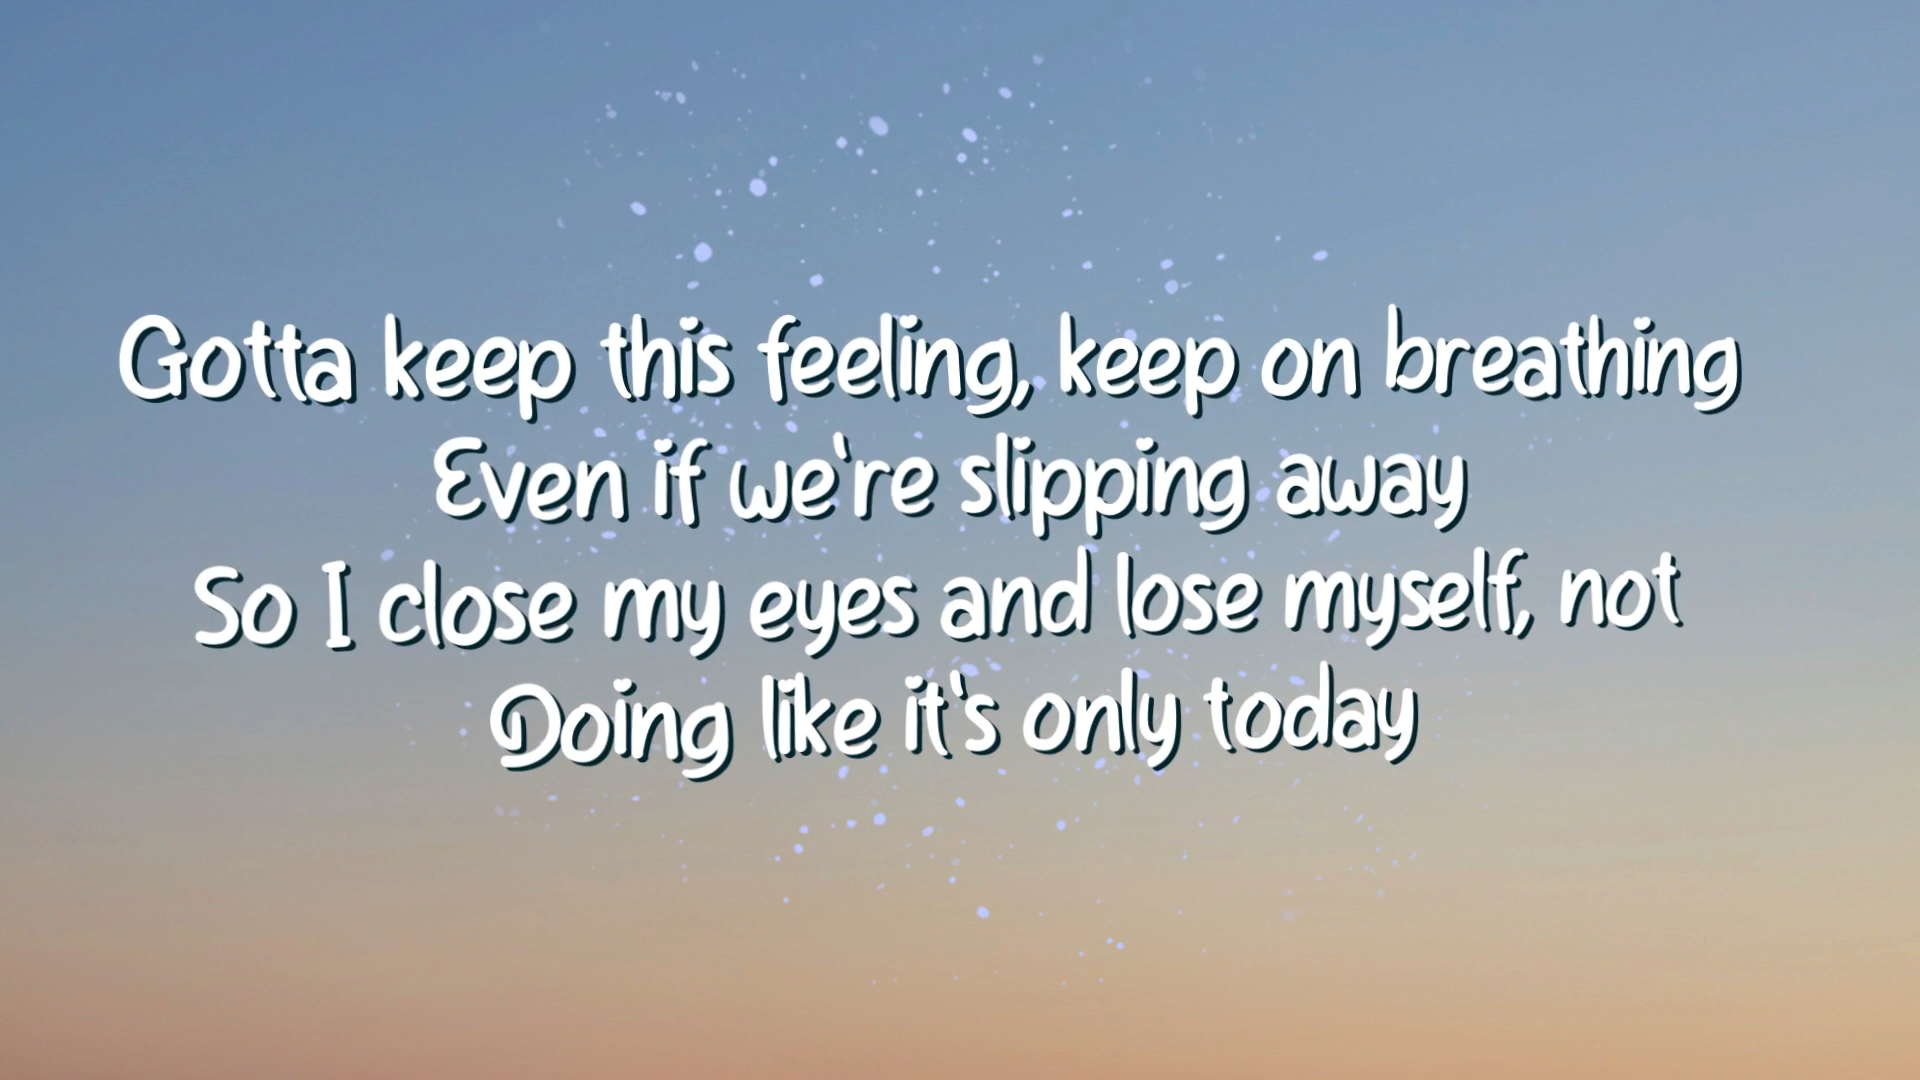 Gotta keep this feeling, keep on breathing
Even if we're slipping away
So I close my eyes and lose myself, not
Doing like it's only today